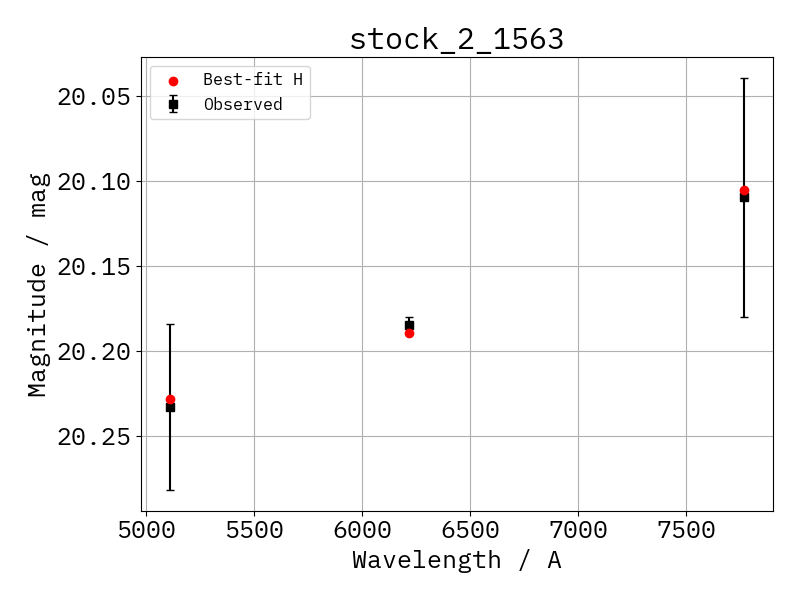 stock_2_1563
Best-fit H
Observed
20.05
20.10
20.15
20.20
20.25
Magnitude / mag
5000 5500 6000 6500 7000 7500
Wavelength / A